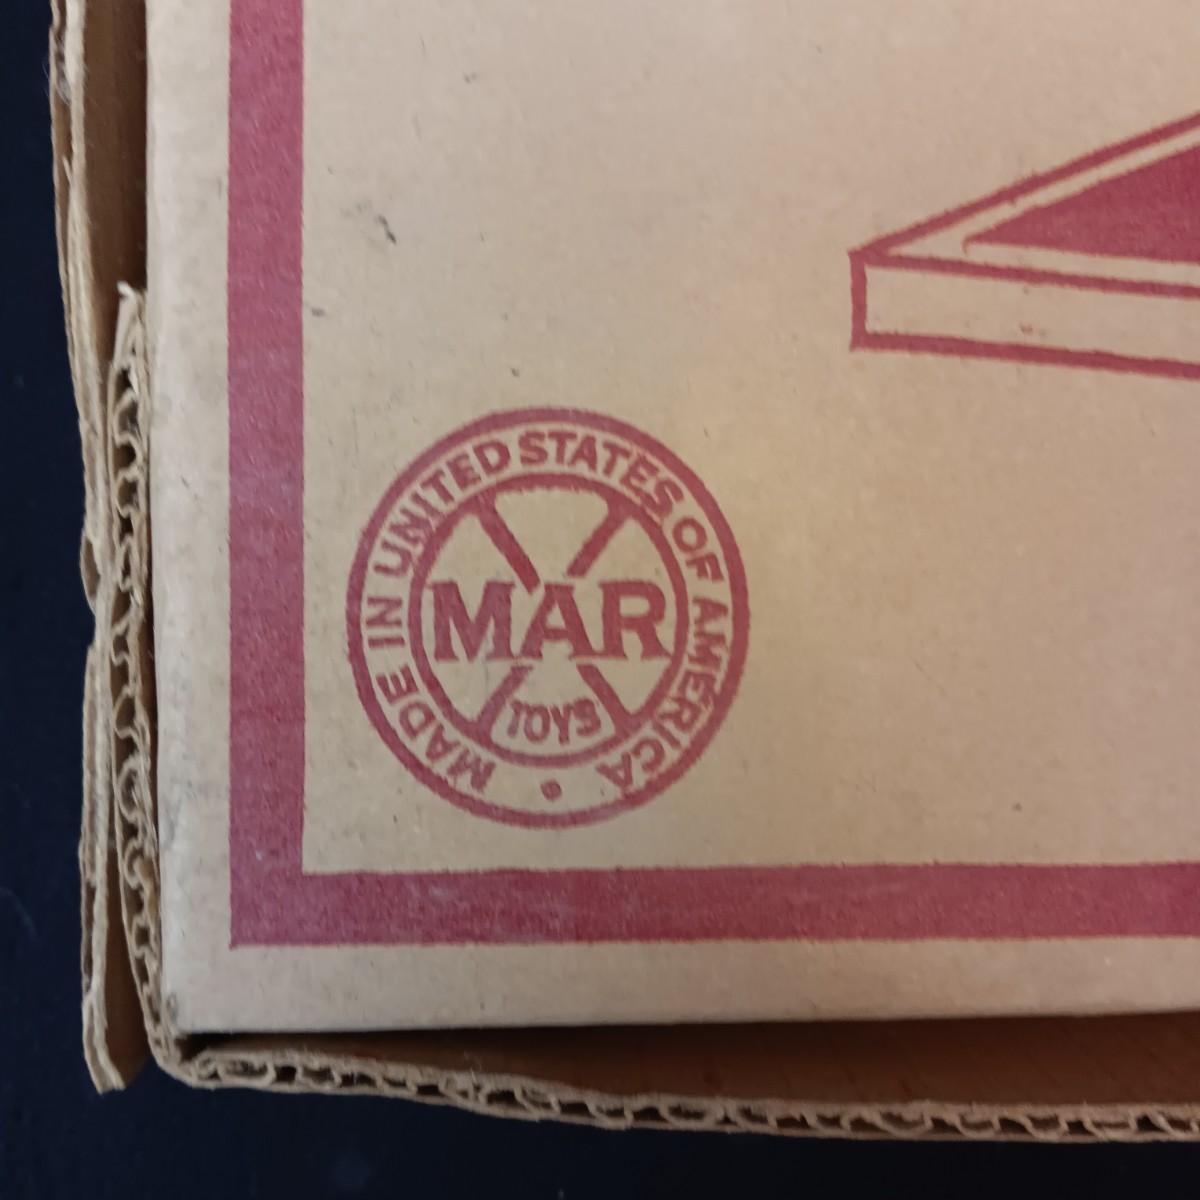 MADE IN UNITED STATES OF AMERICA
MAR
TOYS